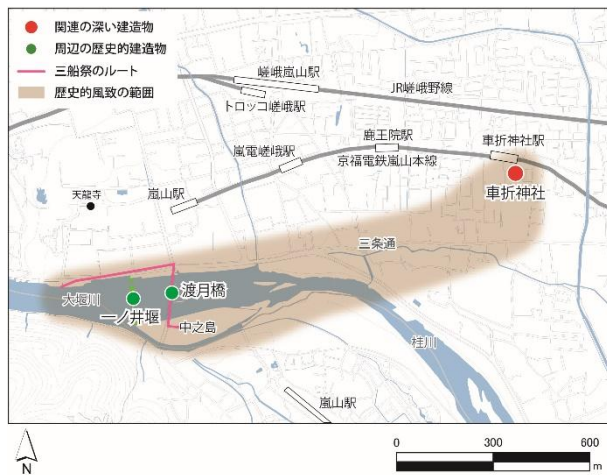 関連の深い建造物
周辺の歴史的建造物
三船祭のルート
歴史的風致の範囲
嵯峨嵐山駅
トロッコ嵯峨駅
JR嵯峨野線
鹿王院駅
車折神社駅
嵐電嵯峨駅
京福電鉄嵐山本線
嵐山駅
車折神社
天龍寺
三条通
大堰川
渡月橋
一ノ井堰
中之島
桂川
嵐山駅
N
0 300 600
m